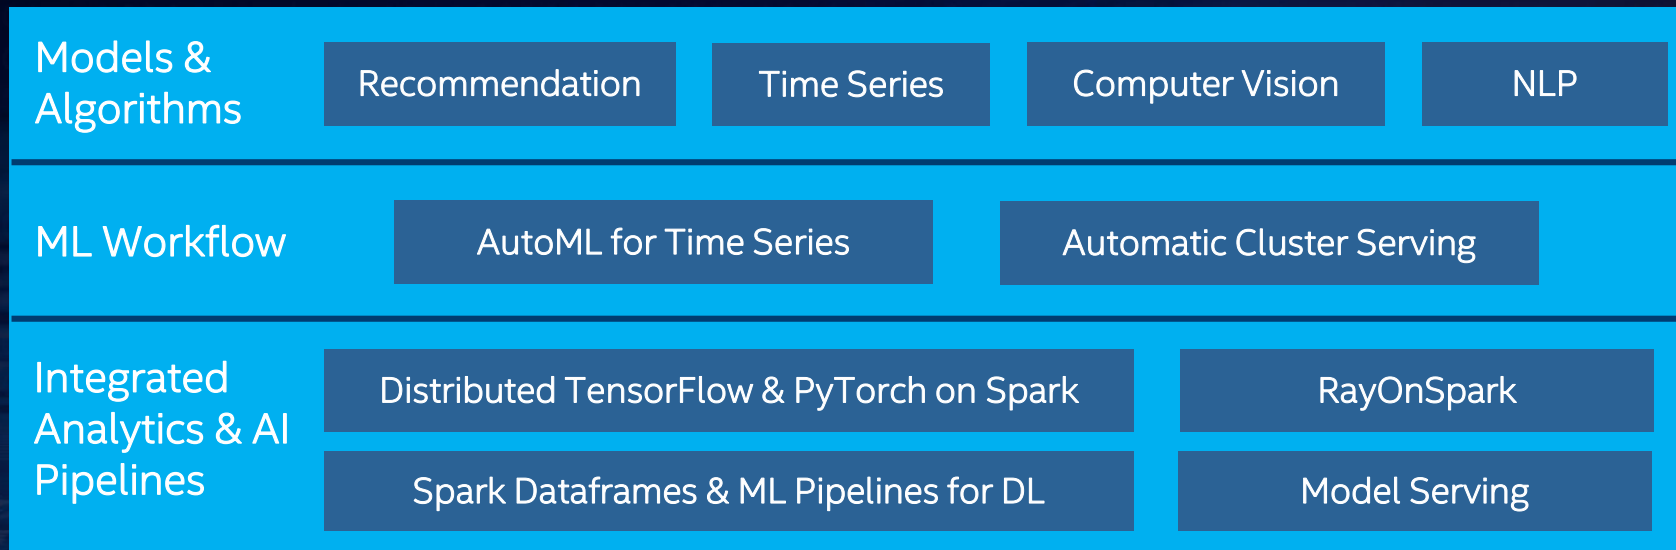 Models &
Algorithms
Recommendation
Time Series
Computer Vision
NLP
ML Workflow
AutoML for Time Series
Automatic Cluster Serving
Integrated
Analytics & AI
Pipelines
Distributed TensorFlow & PyTorch on Spark
RayOnSpark
Spark Dataframes & ML Pipelines for DL
Model Serving